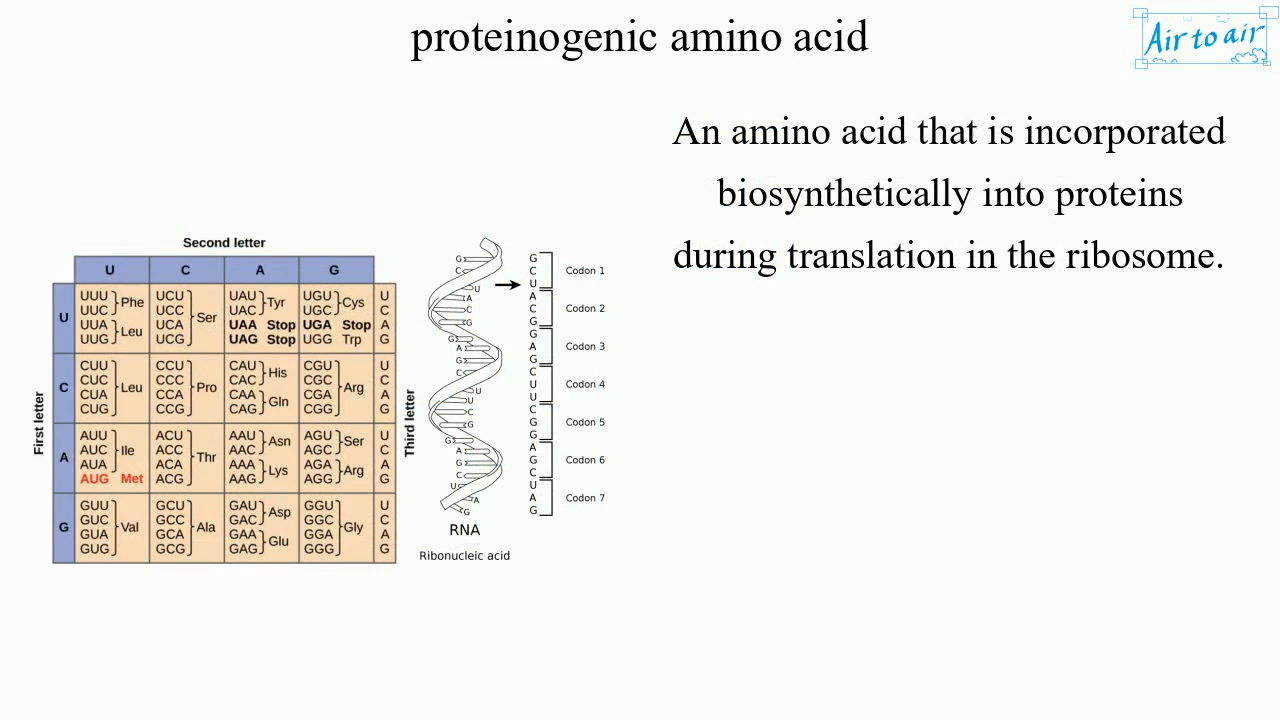 proteinogenic amino acid
Air to air
An amino acid that is incorporated
biosynthetically into proteins
during translation in the ribosome.
Second letter
U C A G
First letter
Third letter
U
UUU UCU UAU UGU U
UUC Phe UCC UAC Tyr UGC Cys C
UUA UCA Ser UAA Stop UGA Stop A
UUG Leu UCG UAG Stop UGG Trp G
C
CUU CCU CAU CGU U
CUC CCC CAC His CGC C
CUA Leu CCA Pro CAA CGA Arg A
CUG CCG CAG Gln CGG G
A
AUU ACU AAU AGU U
AUC Ile ACC AAC Asn AGC Ser C
AUA ACA Thr AAA AGA A
AUG Met ACG AAG Lys AGG Arg G
G
GUU GCU GAU GGU U
GUC GCC GAC Asp GGC C
GUA Val GCA Ala GAA GGA Gly A
GUG GCG GAG Glu GGG G
G
C
U
A
C
G
G
A
G
C
U
U
C
G
G
A
G
C
U
A
G
RNA
Ribonucleic acid
G
C
U
Codon 1
A
C
G
Codon 2
G
A
G
Codon 3
C
U
U
Codon 4
C
G
G
Codon 5
A
G
C
Codon 6
U
A
G
Codon 7